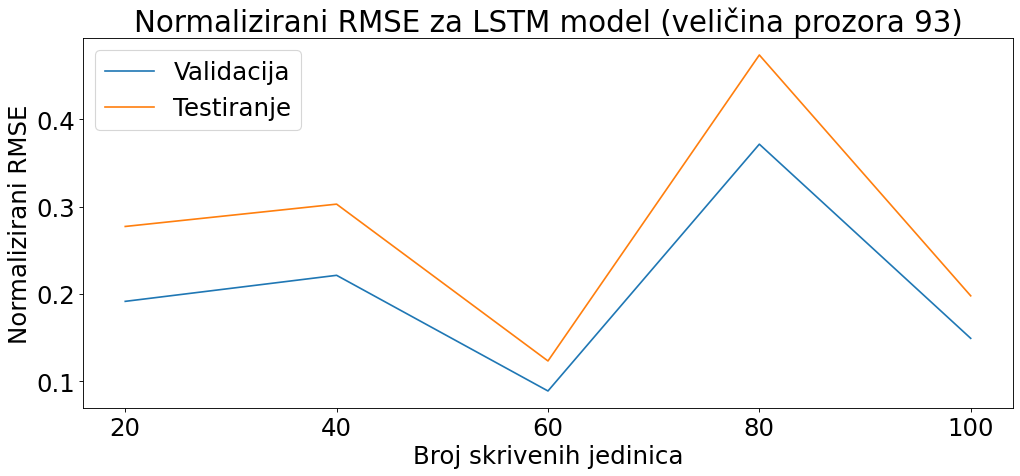 Normalizirani RMSE za LSTM model (veličina prozora 93)
Validacija
Testiranje
Normalizirani RMSE
0.4
0.3
0.2
0.1
20 40 60 80 100
Broj skrivenih jedinica